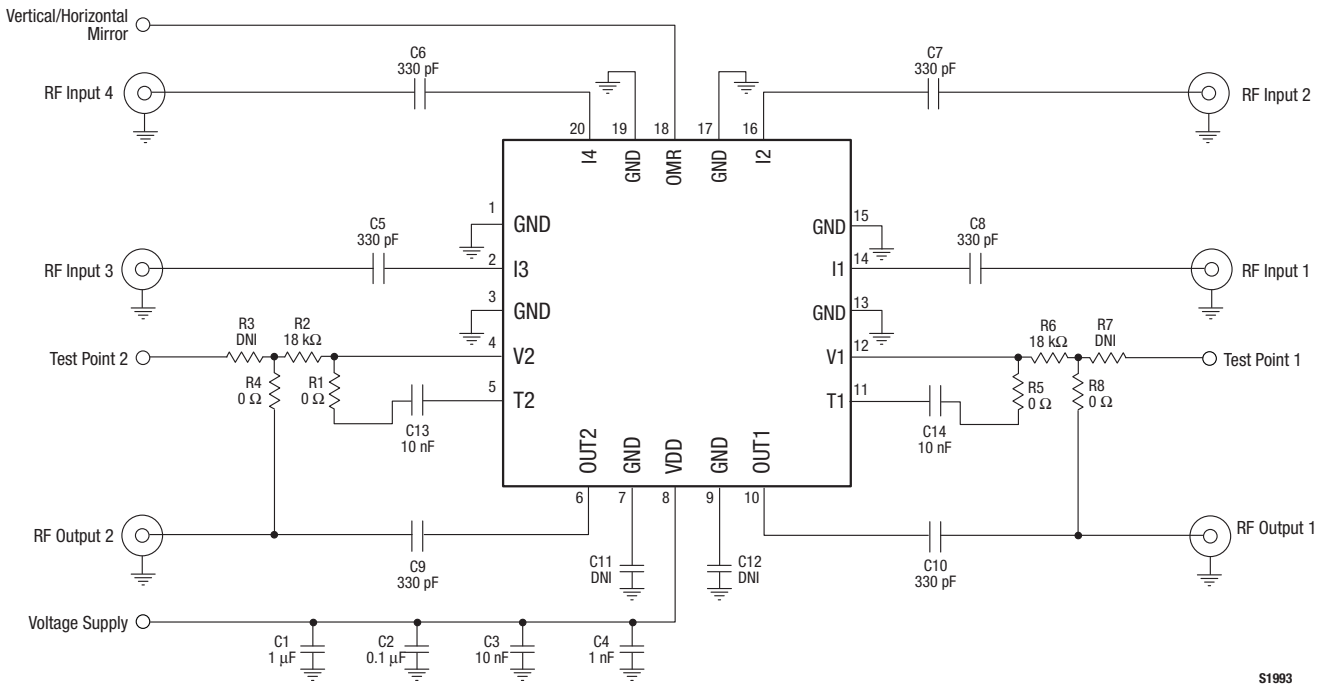 Vertical/Horizontal
Mirror
C6
330 pF
C7
330 pF
RF Input 4
RF Input 2
20
19
18
17
16
I4
GND
OMR
GND
I2
1
GND
15
GND
C5
330 pF
C8
330 pF
RF Input 3
2
I3
14
I1
RF Input 1
3
GND
13
GND
R3
DNI
R2
18 kΩ
R6
18 kΩ
R7
DNI
Test Point 2
4
V2
12
V1
Test Point 1
R4
0 Ω
R1
0 Ω
R5
0 Ω
R8
0 Ω
5
T2
11
T1
C13
10 nF
C14
10 nF
OUT2
GND
VDD
GND
OUT1
6
7
8
9
10
RF Output 2
RF Output 1
C9
330 pF
C11
DNI
C12
DNI
C10
330 pF
Voltage Supply
C1
1 μF
C2
0.1 μF
C3
10 nF
C4
1 nF
S1993